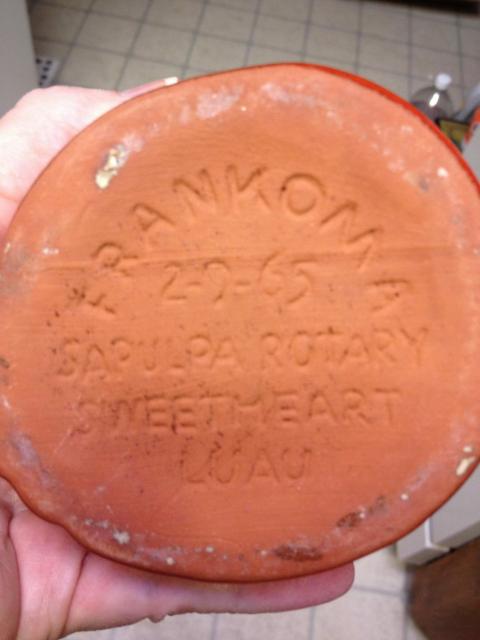 FRANKOMA
2-9-65
SAPULPA ROTARY
SWEETHEART
LUAU